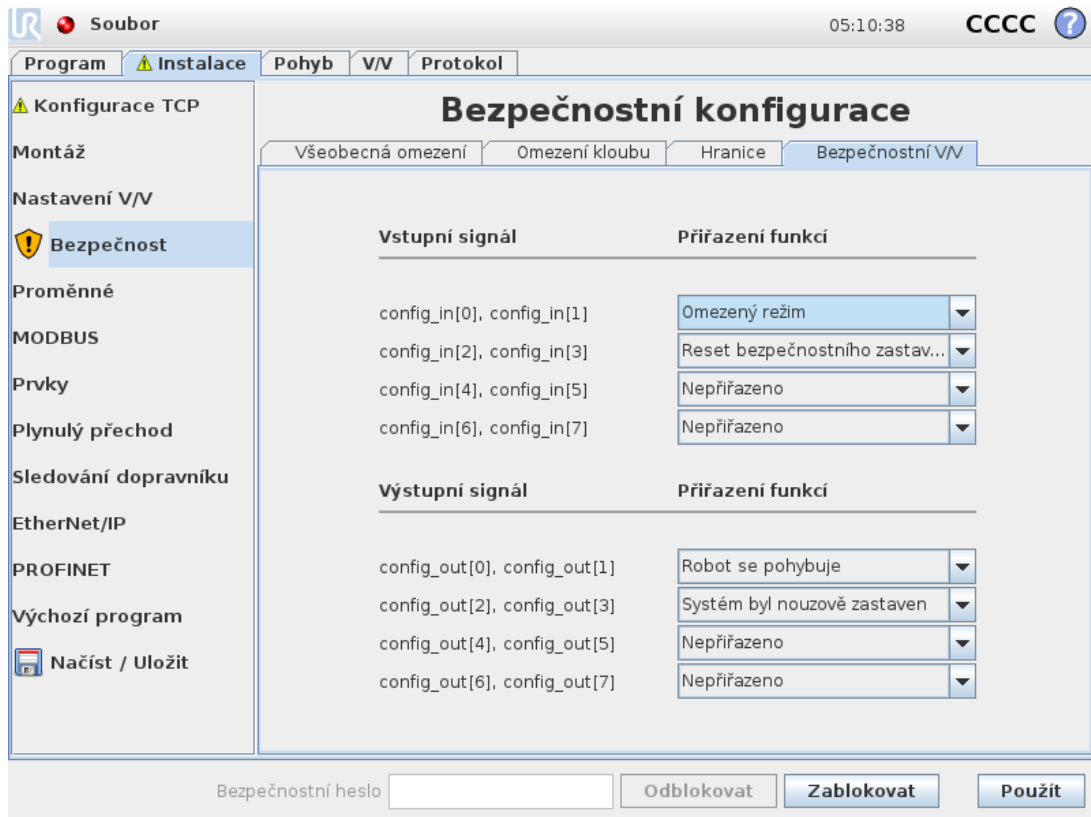 UR Soubor 05:10:38 CCCC ?
Program Instalace Pohyb V/V Protokol
Konfigurace TCP
Montáž
Nastavení V/V
Bezpečnost
Proměnné
MODBUS
Prvky
Plynulý přechod
Sledování dopravníku
EtherNet/IP
PROFINET
Výchozí program
Načíst / Uložit
Bezpečnostní konfigurace
Všeobecná omezení Omezení kloubu Hranice Bezpečnostní V/V
Vstupní signál Přiřazení funkcí
config_in[0], config_in[1] Omezený režim
config_in[2], config_in[3] Reset bezpečnostního zastav...
config_in[4], config_in[5] Nepřiřazeno
config_in[6], config_in[7] Nepřiřazeno
Výstupní signál Přiřazení funkcí
config_out[0], config_out[1] Robot se pohybuje
config_out[2], config_out[3] Systém byl nouzově zastaven
config_out[4], config_out[5] Nepřiřazeno
config_out[6], config_out[7] Nepřiřazeno
Bezpečnostní heslo Odblokovat Zablokovat Použít